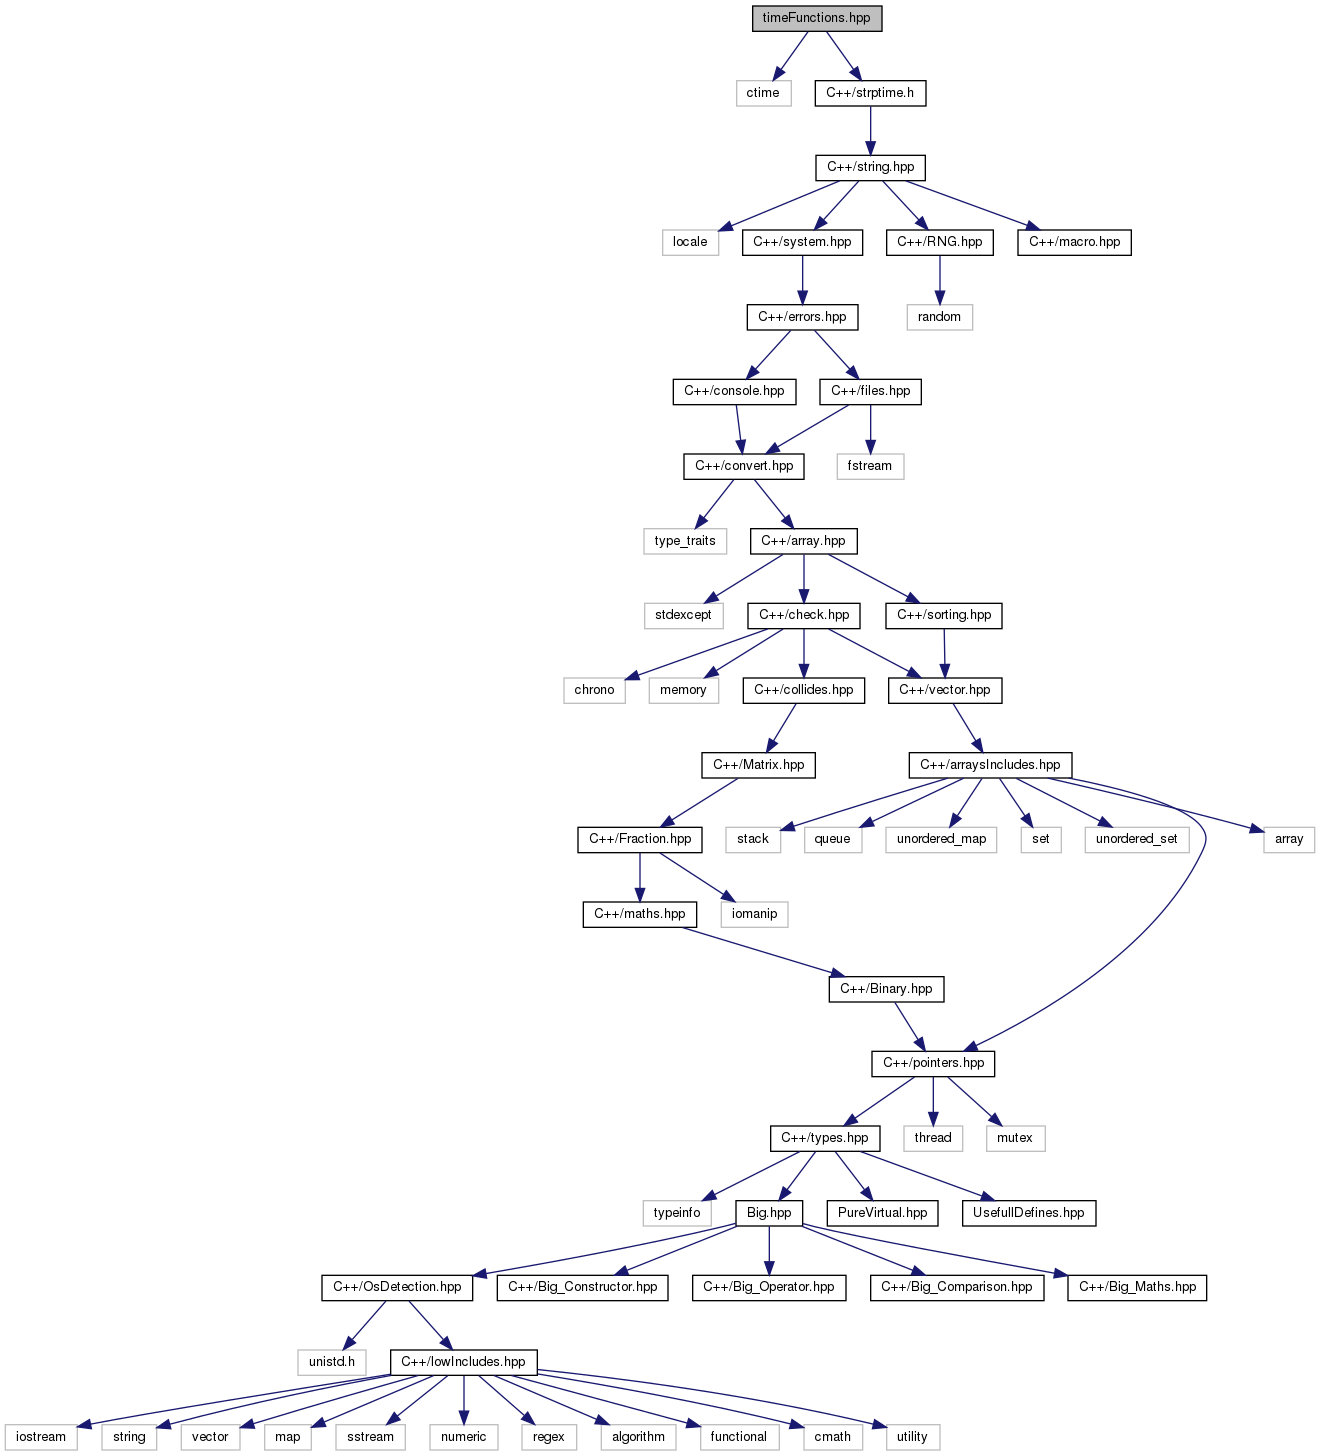 timeFunctions.hpp
ctime
C++/strptime.h
C++/string.hpp
locale
C++/system.hpp
C++/RNG.hpp
C++/macro.hpp
C++/errors.hpp
random
C++/console.hpp
C++/files.hpp
C++/convert.hpp
fstream
type_traits
C++/array.hpp
stdexcept
C++/check.hpp
C++/sorting.hpp
chrono
memory
C++/collides.hpp
C++/vector.hpp
C++/Matrix.hpp
C++/arraysIncludes.hpp
C++/Fraction.hpp
stack
queue
unordered_map
set
unordered_set
array
C++/maths.hpp
iomanip
C++/Binary.hpp
C++/pointers.hpp
C++/types.hpp
thread
mutex
typeinfo
Big.hpp
PureVirtual.hpp
UsefullDefines.hpp
C++/OsDetection.hpp
C++/Big_Constructor.hpp
C++/Big_Operator.hpp
C++/Big_Comparison.hpp
C++/Big_Maths.hpp
unistd.h
C++/lowIncludes.hpp
iostream
string
vector
map
sstream
numeric
regex
algorithm
functional
cmath
utility